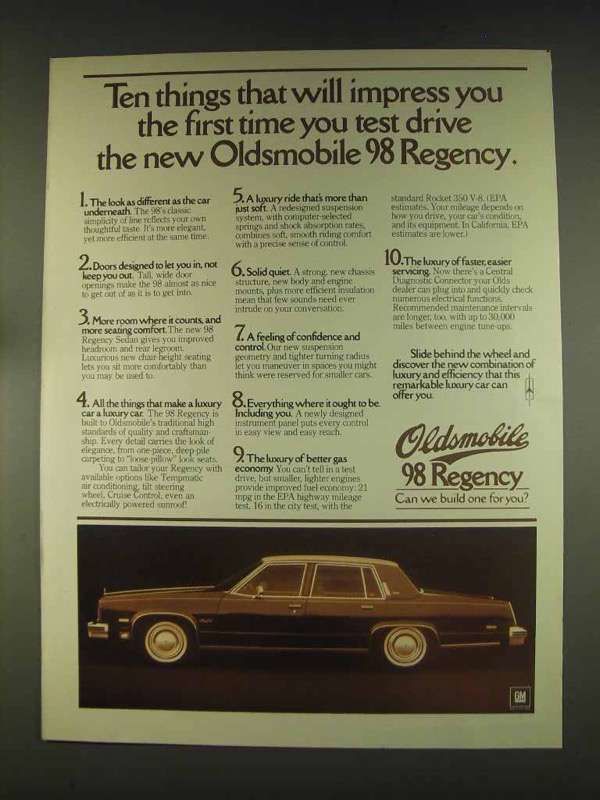 Ten things that will impress you
the first time you test drive
the new Oldsmobile 98 Regency.
1. The look as different as the car
underneath. The 98's classic
simplicity of line reflects your own
thoughtful taste. It's more elegant,
yet more efficient at the same time.
2. Doors designed to let you in, not
keep you out. Tall, wide door
openings make the 98 almost as nice
to get out of as it is to get into.
3. More room where it counts, and
more seating comfort. The new 98
Regency Sedan gives you improved
headroom and rear legroom.
Luxurious new chair-height seating
lets you sit more comfortably than
you may be used to.
4. All the things that make a luxury
car a luxury car. The 98 Regency is
built to Oldsmobile's traditional high
standards of quality and craftsman-
ship. Every detail carries the look of
elegance, from one-piece, deep-pile
carpeting to "loose-pillow" look seats.
You can tailor your Regency with
available options like Tempmatic
air conditioning, tilt steering
wheel, Cruise Control, even an
electrically powered sunroof!
5. A luxury ride that's more than
just soft. A redesigned suspension
system, with computer-selected
springs and shock absorption rates,
combines soft, smooth riding comfort
with a precise sense of control.
6. Solid quiet. A strong, new chassis
structure, new body and engine
mounts, plus more efficient insulation
mean that few sounds need ever
intrude on your conversation.
7. A feeling of confidence and
control. Our new suspension
geometry and tighter turning radius
let you maneuver in spaces you might
think were reserved for smaller cars.
8. Everything where it ought to be.
Including you. A newly designed
instrument panel puts every control
in easy view and easy reach.
9. The luxury of better gas
economy. You can't tell in a test
drive, but smaller, lighter engines
provide improved fuel economy: 21
mpg in the EPA highway mileage
test, 16 in the city test, with the
standard Rocket 350 V-8. (EPA
estimates. Your mileage depends on
how you drive, your car's condition,
and its equipment. In California, EPA
estimates are lower.)
10. The luxury of faster, easier
servicing. Now there's a Central
Diagnostic Connector your Olds
dealer can plug into and quickly check
numerous electrical functions.
Recommended maintenance intervals
are longer, too, with up to 30,000
miles between engine tune-ups.
Slide behind the wheel and
discover the new combination of
luxury and efficiency that this
remarkable luxury car can
offer you.
Oldsmobile
98 Regency
Can we build one for you?
GM